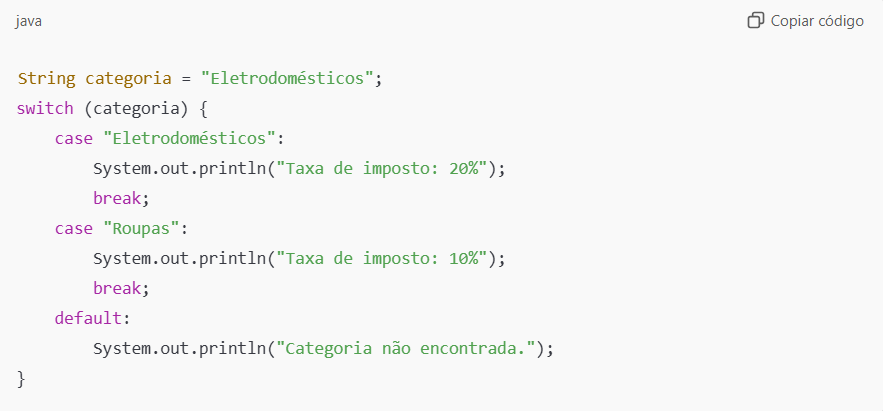 java
Copiar código
String categoria = "Eletrodomésticos";
switch (categoria) {
    case "Eletrodomésticos":
        System.out.println("Taxa de imposto: 20%");
        break;
    case "Roupas":
        System.out.println("Taxa de imposto: 10%");
        break;
    default:
        System.out.println("Categoria não encontrada.");
}